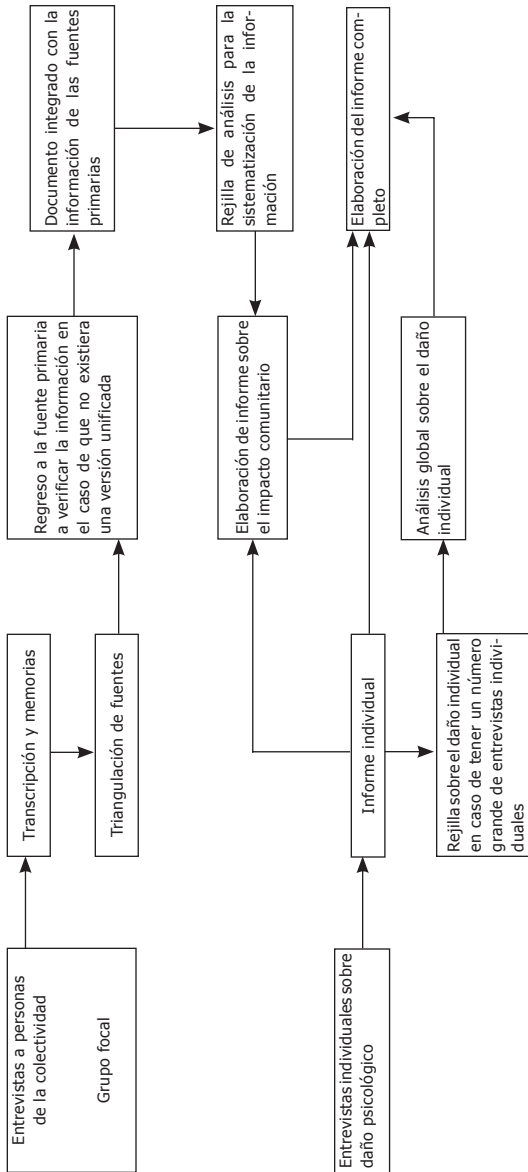 Entrevistas a personas
de la colectividad
Grupo focal
Transcripción y memorias
Triangulación de fuentes
Regreso a la fuente primaria
a verificar la información en
el caso de que no existiera
una versión unificada
Documento integrado con la
información de las fuentes
primarias
Rejilla de análisis para la
sistematización de la infor-
mación
Elaboración de informe sobre
el impacto comunitario
Entrevistas individuales sobre
daño psicológico
Informe individual
Rejilla sobre el daño individual
en caso de tener un número
grande de entrevistas indivi-
duales
Análisis global sobre el daño
individual
Elaboración del informe com-
pleto